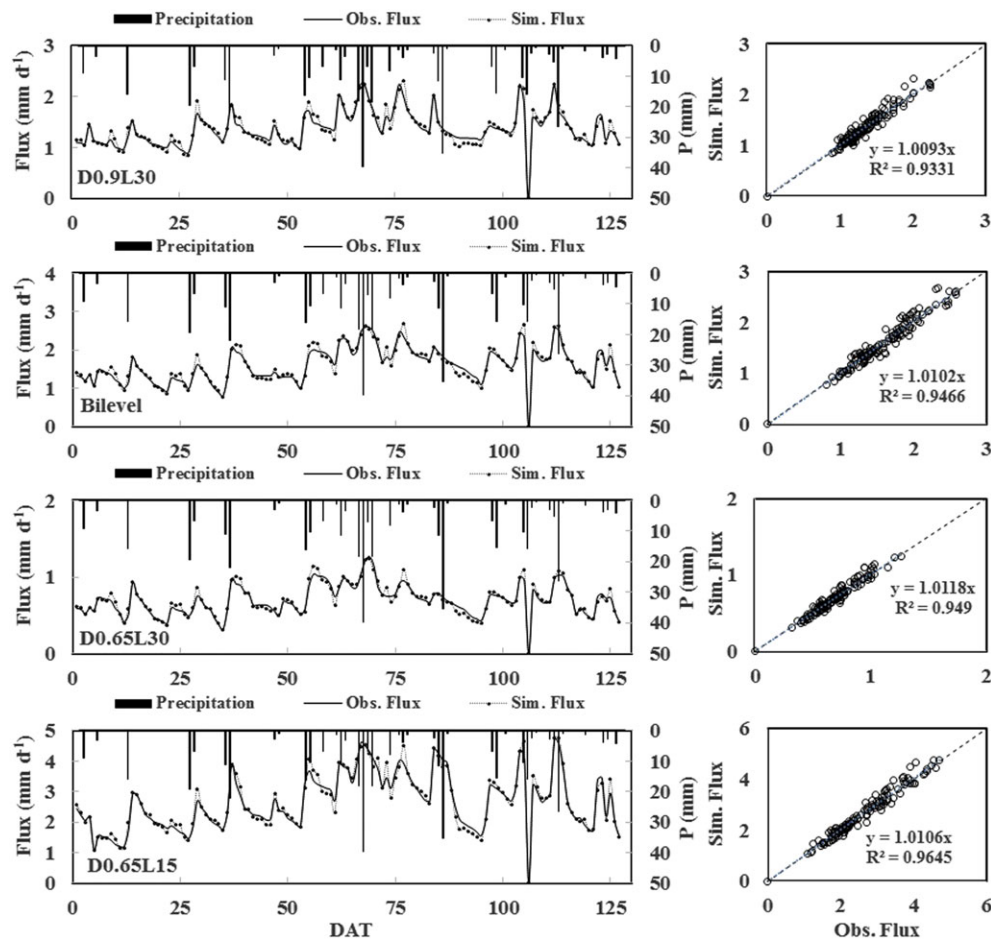 Precipitation Obs. Flux Sim. Flux
3 2 1 0
Flux (mm d⁻¹)
0 10 20 30 40 50
P (mm)
D0.9L30
0 25 50 75 100 125
3 2 1 0
Sim. Flux
y = 1.0093x
R² = 0.9331
0 1 2 3
Precipitation Obs. Flux Sim. Flux
4 3 2 1 0
Flux (mm d⁻¹)
0 10 20 30 40 50
P (mm)
Bilevel
0 25 50 75 100 125
3 2 1 0
Sim. Flux
y = 1.0102x
R² = 0.9466
0 1 2 3
Precipitation Obs. Flux Sim. Flux
2 1 0
Flux (mm d⁻¹)
0 10 20 30 40 50
P (mm)
D0.65L30
0 25 50 75 100 125
2 1 0
Sim. Flux
y = 1.0118x
R² = 0.949
0 1 2
Precipitation Obs. Flux Sim. Flux
5 4 3 2 1 0
Flux (mm d⁻¹)
0 10 20 30 40 50
P (mm)
D0.65L15
0 25 50 75 100 125
DAT
6 4 2 0
Sim. Flux
y = 1.0106x
R² = 0.9645
0 2 4 6
Obs. Flux